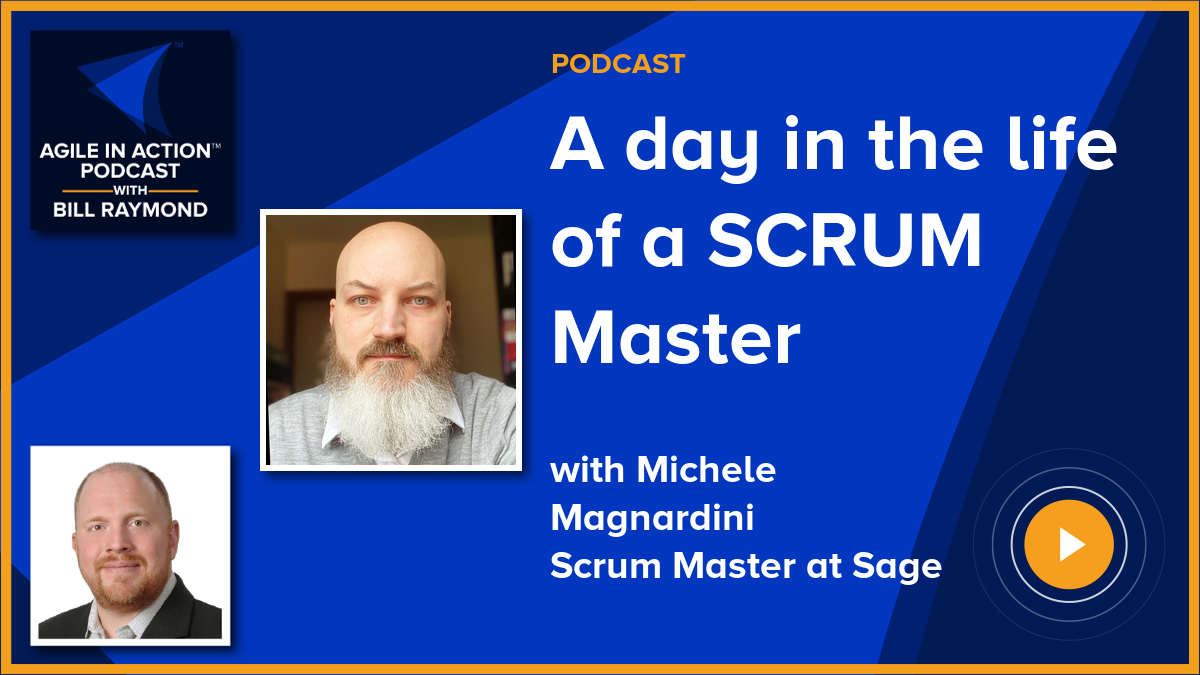 AGILE IN ACTION™
PODCAST
WITH
BILL RAYMOND
PODCAST
A day in the life
of a SCRUM
Master
with Michele
Magnardini
Scrum Master at Sage
TM